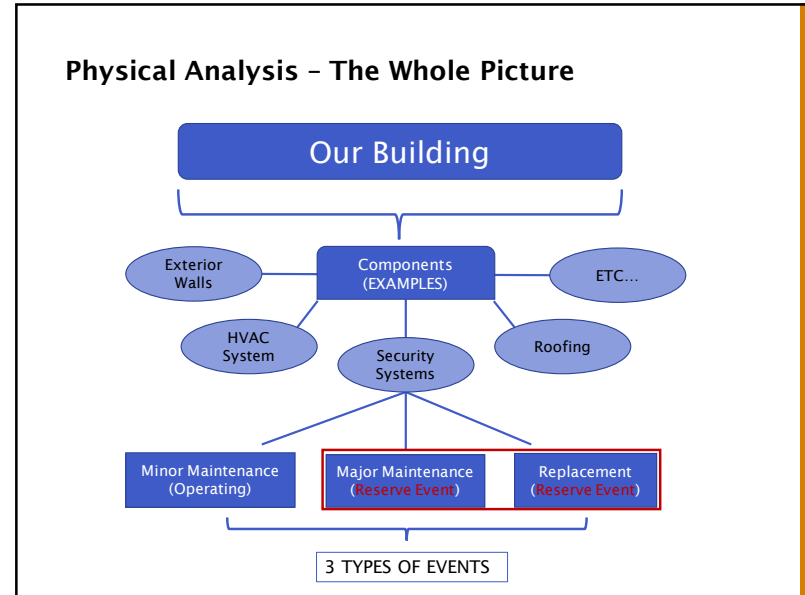 Physical Analysis – The Whole Picture
Our Building
Exterior
Walls
Components
(EXAMPLES)
ETC...
HVAC
System
Security
Systems
Roofing
Minor Maintenance
(Operating)
Major Maintenance
(Reserve Event)
Replacement
(Reserve Event)
3 TYPES OF EVENTS